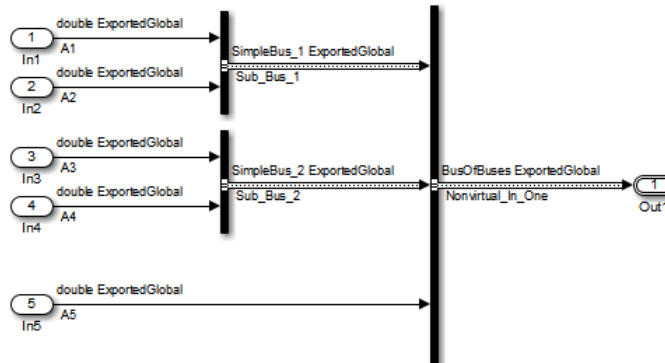 double ExportedGlobal
1
A1
In1
SimpleBus_1 ExportedGlobal
Sub_Bus_1
double ExportedGlobal
2
A2
In2
double ExportedGlobal
3
A3
In3
SimpleBus_2 ExportedGlobal
Sub_Bus_2
BusOfBuses ExportedGlobal
Nonvirtual_In_One
1
Out1
double ExportedGlobal
4
A4
In4
double ExportedGlobal
5
A5
In5